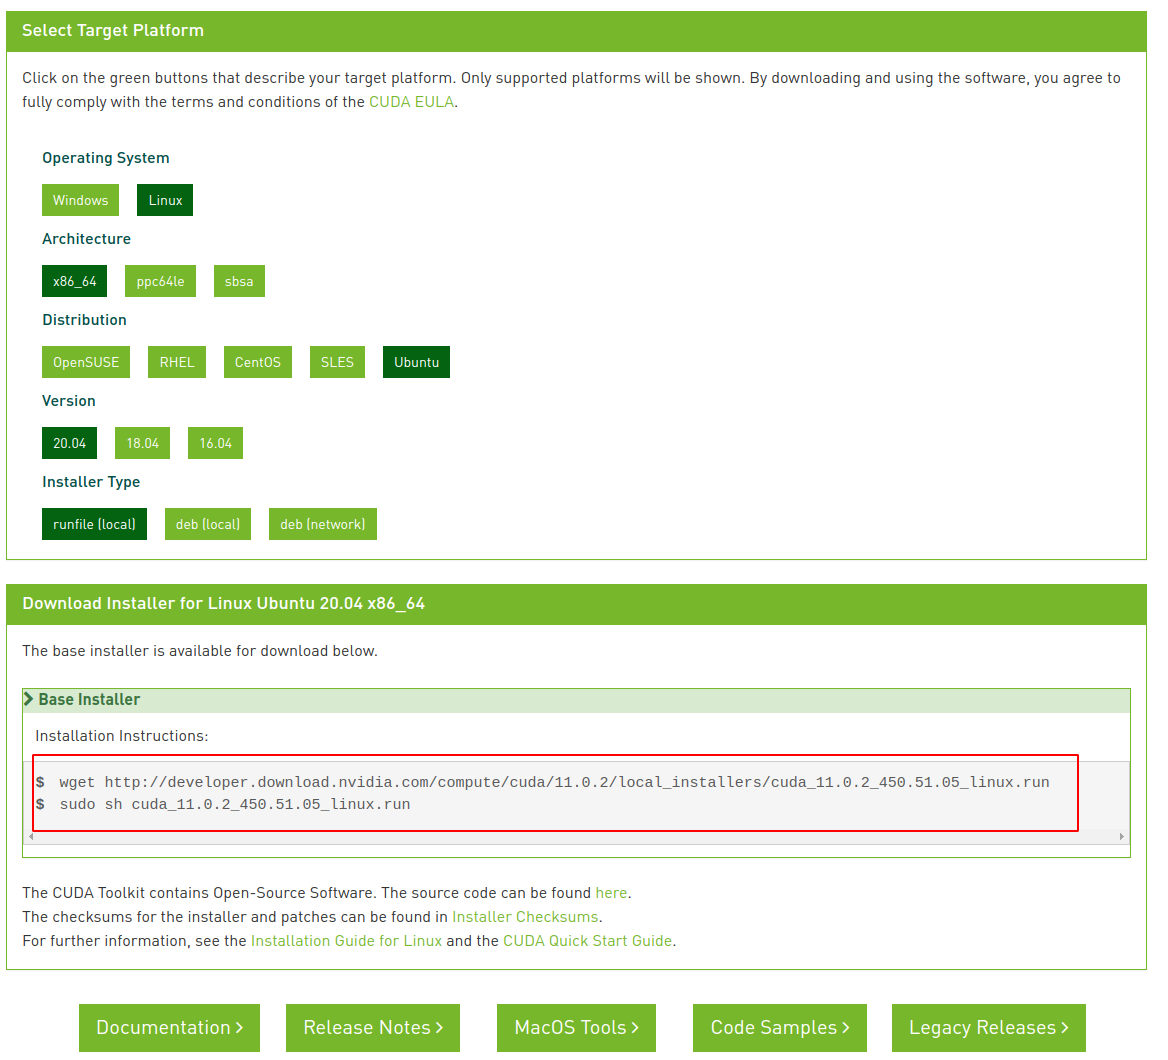 Select Target Platform
Click on the green buttons that describe your target platform. Only supported platforms will be shown. By downloading and using the software, you agree to
fully comply with the terms and conditions of the CUDA EULA.
Operating System
Windows Linux
Architecture
x86_64 ppc64le sbsa
Distribution
OpenSUSE RHEL CentOS SLES Ubuntu
Version
20.04 18.04 16.04
Installer Type
runfile (local) deb (local) deb (network)
Download Installer for Linux Ubuntu 20.04 x86_64
The base installer is available for download below.
Base Installer
Installation Instructions:
$ wget http://developer.download.nvidia.com/compute/cuda/11.0.2/local_installers/cuda_11.0.2_450.51.05_linux.run
$ sudo sh cuda_11.0.2_450.51.05_linux.run
The CUDA Toolkit contains Open-Source Software. The source code can be found here.
The checksums for the installer and patches can be found in Installer Checksums.
For further information, see the Installation Guide for Linux and the CUDA Quick Start Guide.
Documentation > Release Notes > MacOS Tools > Code Samples > Legacy Releases >